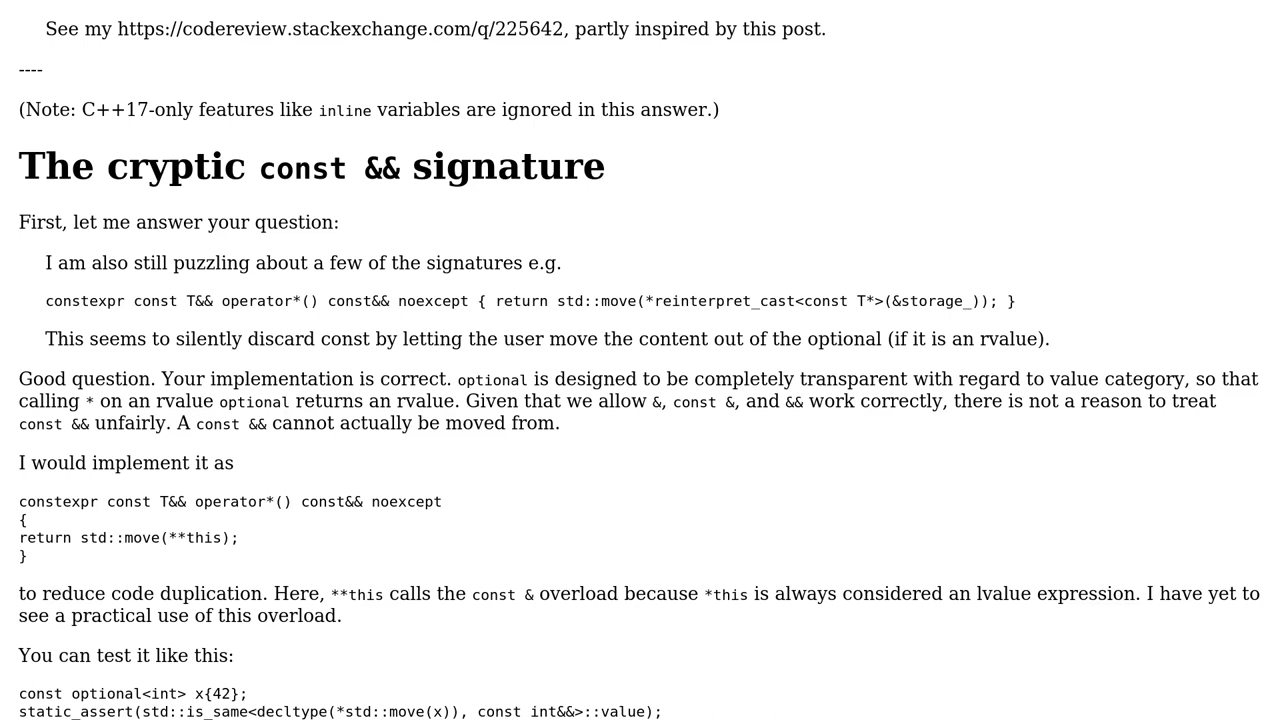 See my https://codereview.stackexchange.com/q/225642, partly inspired by this post.
----
(Note: C++17-only features like inline variables are ignored in this answer.)
The cryptic const && signature
First, let me answer your question:
I am also still puzzling about a few of the signatures e.g.
constexpr const T&& operator*() const&& noexcept { return std::move(*reinterpret_cast<const T*>(&storage_)); }
This seems to silently discard const by letting the user move the content out of the optional (if it is an rvalue).
Good question. Your implementation is correct. optional is designed to be completely transparent with regard to value category, so that
calling * on an rvalue optional returns an rvalue. Given that we allow &, const &, and && work correctly, there is not a reason to treat
const && unfairly. A const && cannot actually be moved from.
I would implement it as
constexpr const T&& operator*() const&& noexcept
{
return std::move(**this);
}
to reduce code duplication. Here, **this calls the const & overload because *this is always considered an lvalue expression. I have yet to
see a practical use of this overload.
You can test it like this:
const optional<int> x{42};
static_assert(std::is_same<decltype(*std::move(x)), const int&&>::value);